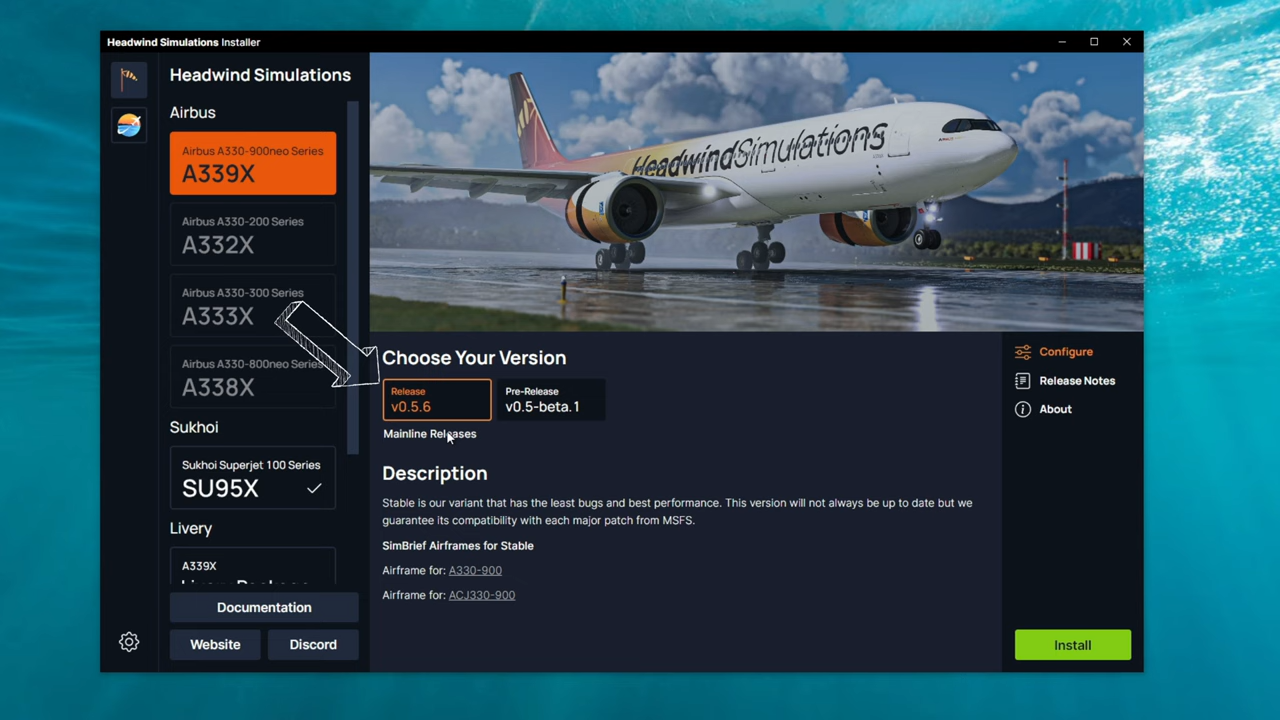 Headwind Simulations Installer
Headwind Simulations
Airbus
Airbus A330-900neo Series
A339X
Airbus A330-200 Series
A332X
Airbus A330-300 Series
A333X
Airbus A330-800neo Series
A338X
Sukhoi
Sukhoi Superjet 100 Series
SU95X
Livery
A339X
Livery Package
Documentation
Website
Discord
HeadwindSimulations
Choose Your Version
Release
v0.5.6
Pre-Release
v0.5-beta.1
Mainline Releases
Description
Stable is our variant that has the least bugs and best performance. This version will not always be up to date but we
guarantee its compatibility with each major patch from MSFS.
SimBrief Airframes for Stable
Airframe for: A330-900
Airframe for: ACJ330-900
Configure
Release Notes
About
Install